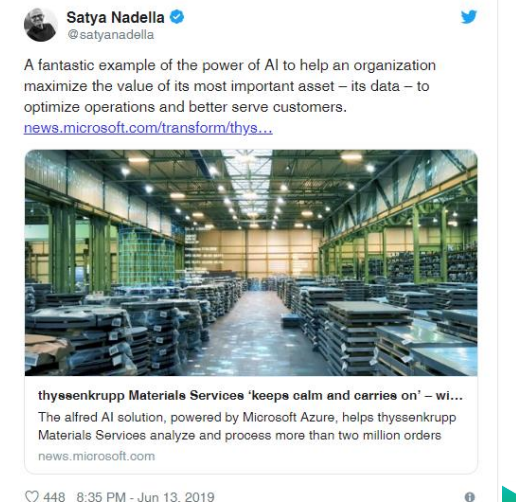 Satya Nadella
@satyanadella
A fantastic example of the power of AI to help an organization
maximize the value of its most important asset – its data – to
optimize operations and better serve customers.
news.microsoft.com/transform/thys…
thyssenkrupp Materials Services ‘keeps calm and carries on’ – wi…
The alfred AI solution, powered by Microsoft Azure, helps thyssenkrupp
Materials Services analyze and process more than two million orders
news.microsoft.com
448 8:35 PM - Jun 13, 2019